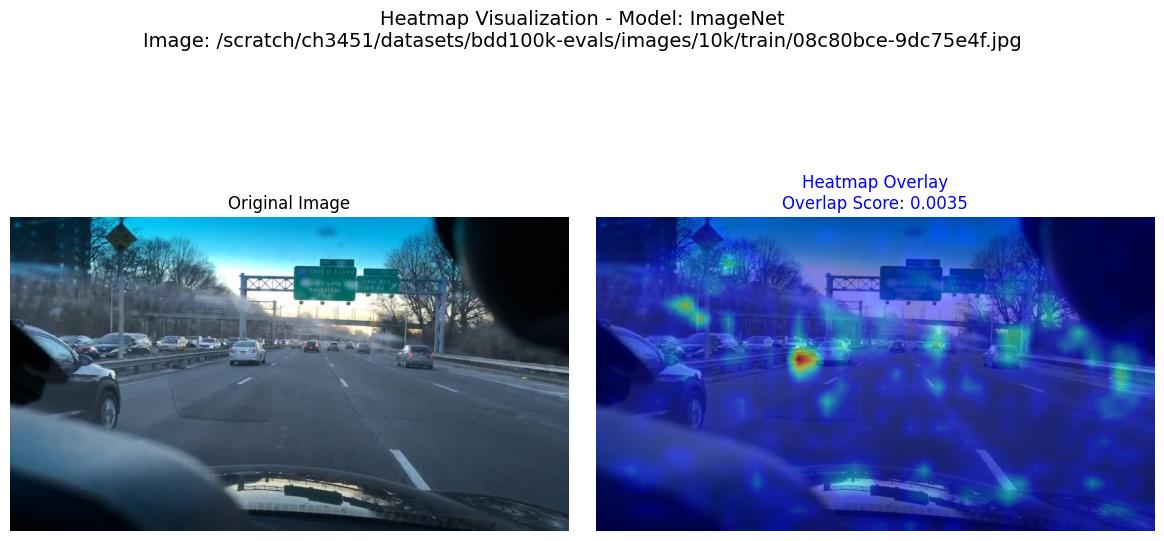 Heatmap Visualization - Model: ImageNet
Image: /scratch/ch3451/datasets/bdd100k-evals/images/10k/train/08c80bce-9dc75e4f.jpg
Original Image
Heatmap Overlay
Overlap Score: 0.0035
Manhattan